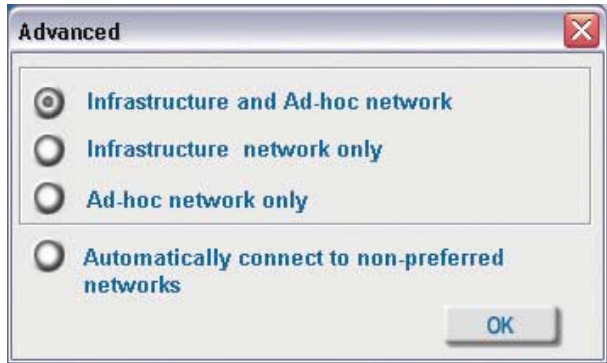 Advanced
Infrastructure and Ad-hoc network
Infrastructure network only
Ad-hoc network only
Automatically connect to non-preferred
networks
OK